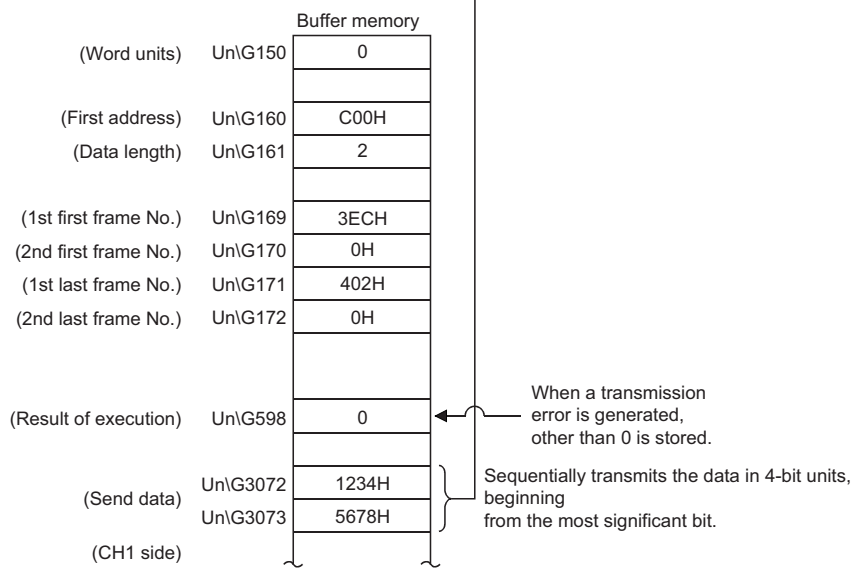 Buffer memory
(Word units) Un\G150 0
(First address) Un\G160 C00H
(Data length) Un\G161 2
(1st first frame No.) Un\G169 3ECH
(2nd first frame No.) Un\G170 0H
(1st last frame No.) Un\G171 402H
(2nd last frame No.) Un\G172 0H
When a transmission
error is generated,
other than 0 is stored.
(Result of execution) Un\G598 0
(Send data)
Un\G3072 1234H
Un\G3073 5678H
Sequentially transmits the data in 4-bit units,
beginning
from the most significant bit.
(CH1 side)